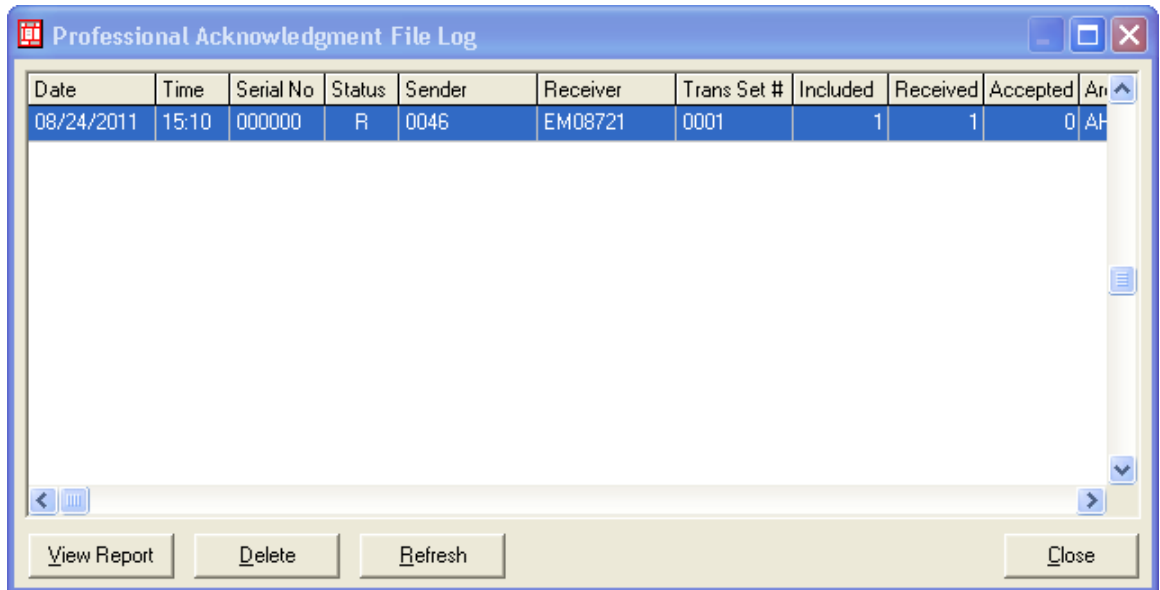 Professional Acknowledgment File Log
Date Time Serial No Status Sender Receiver Trans Set # Included Received Accepted
08/24/2011 15:10 000000 R 0046 EM08721 0001 1 1 0
View Report Delete Refresh Close